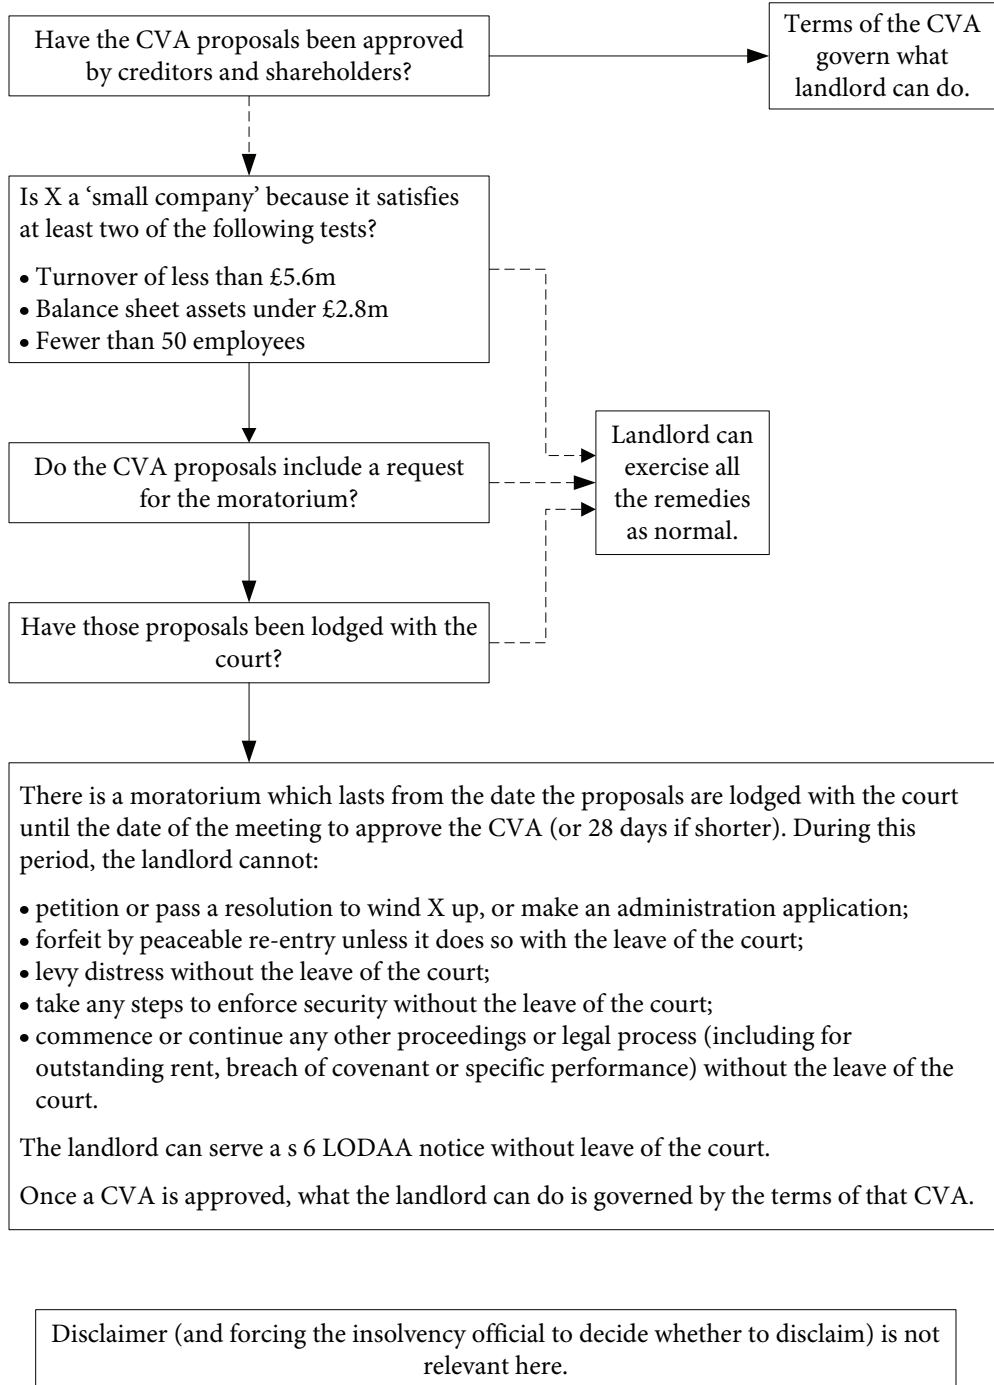 Have the CVA proposals been approved
by creditors and shareholders?
Terms of the CVA
govern what
landlord can do.
Is X a ‘small company’ because it satisfies
at least two of the following tests?
• Turnover of less than £5.6m
• Balance sheet assets under £2.8m
• Fewer than 50 employees
Landlord can
exercise all
the remedies
as normal.
Do the CVA proposals include a request
for the moratorium?
Have those proposals been lodged with the
court?
There is a moratorium which lasts from the date the proposals are lodged with the court
until the date of the meeting to approve the CVA (or 28 days if shorter). During this
period, the landlord cannot:
• petition or pass a resolution to wind X up, or make an administration application;
• forfeit by peaceable re-entry unless it does so with the leave of the court;
• levy distress without the leave of the court;
• take any steps to enforce security without the leave of the court;
• commence or continue any other proceedings or legal process (including for
outstanding rent, breach of covenant or specific performance) without the leave of the
court.
The landlord can serve a s 6 LODAA notice without leave of the court.
Once a CVA is approved, what the landlord can do is governed by the terms of that CVA.
Disclaimer (and forcing the insolvency official to decide whether to disclaim) is not
relevant here.